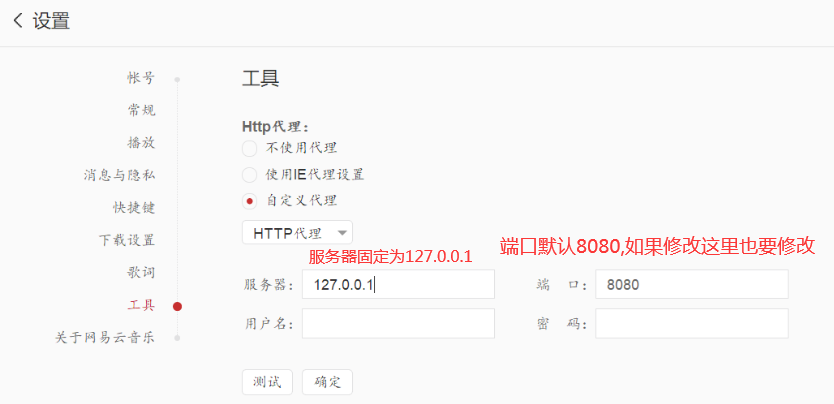 设置
帐号
常规
播放
消息与隐私
快捷键
下载设置
歌词
工具
关于网易云音乐
工具
Http代理：
不使用代理
使用IE代理设置
自定义代理
HTTP代理
服务器固定为127.0.0.1
端口默认8080,如果修改这里也要修改
服务器： 127.0.0.1 端 口： 8080
用户名： 密 码：
测试 确定